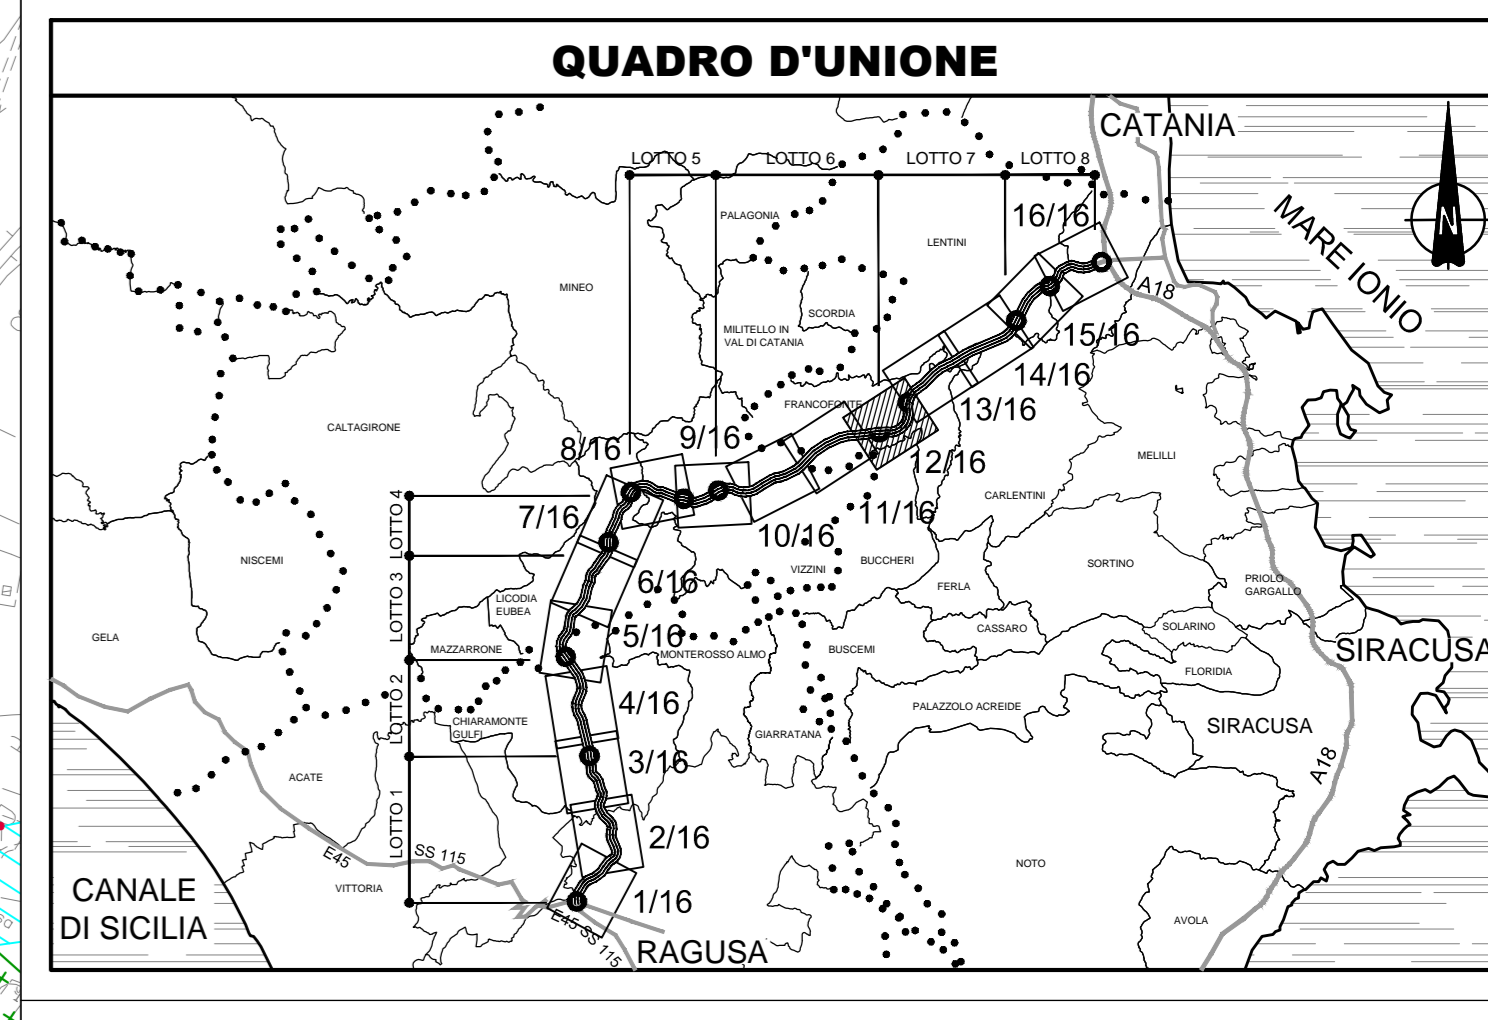 QUADRO D'UNIONE
CATANIA
LOTTO 5
LOTTO 6
LOTTO 7
LOTTO 8
16/16
PALAGONIA
LENTINI
MARE IONIO
N
MINEO
A18
SCORDIA
MILITELLO IN
VAL DI CATANIA
15/16
14/16
FRANCOFONTE
13/16
CALTAGIRONE
8/16
9/16
12/16
MELILLI
CARLENTINI
7/16
11/16
10/16
LOTTO 4
NISCEMI
VIZZINI
BUCCHERI
SORTINO
6/16
FERLA
PRIOLO
GARGALLO
LICODIA
EUBEA
LOTTO 3
GELA
5/16
CASSARO
SOLARINO
MAZZARRONE
MONTEROSSO ALMO
BUSCEMI
SIRACUSA
FLORIDIA
4/16
LOTTO 2
PALAZZOLO ACREIDE
CHIARAMONTE
GULFI
GIARRATANA
SIRACUSA
3/16
A18
ACATE
LOTTO 1
2/16
E45
SS 115
NOTO
CANALE
DI SICILIA
VITTORIA
1/16
E45 SS 115
RAGUSA
AVOLA